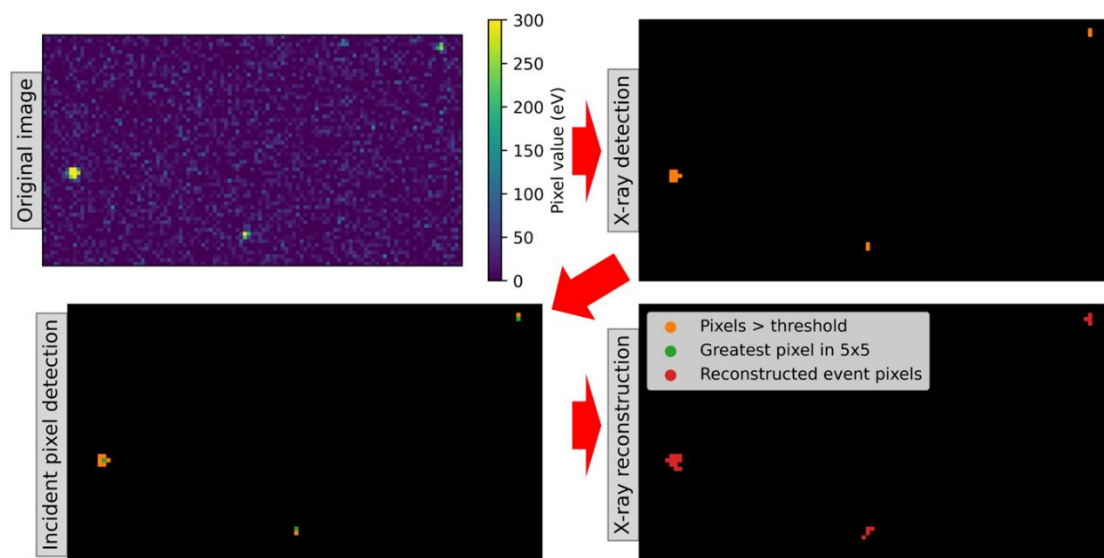 Original image
300
250
200
150
100
50
0
Pixel value (eV)
X-ray detection
Incident pixel detection
X-ray reconstruction
Pixels > threshold
Greatest pixel in 5x5
Reconstructed event pixels